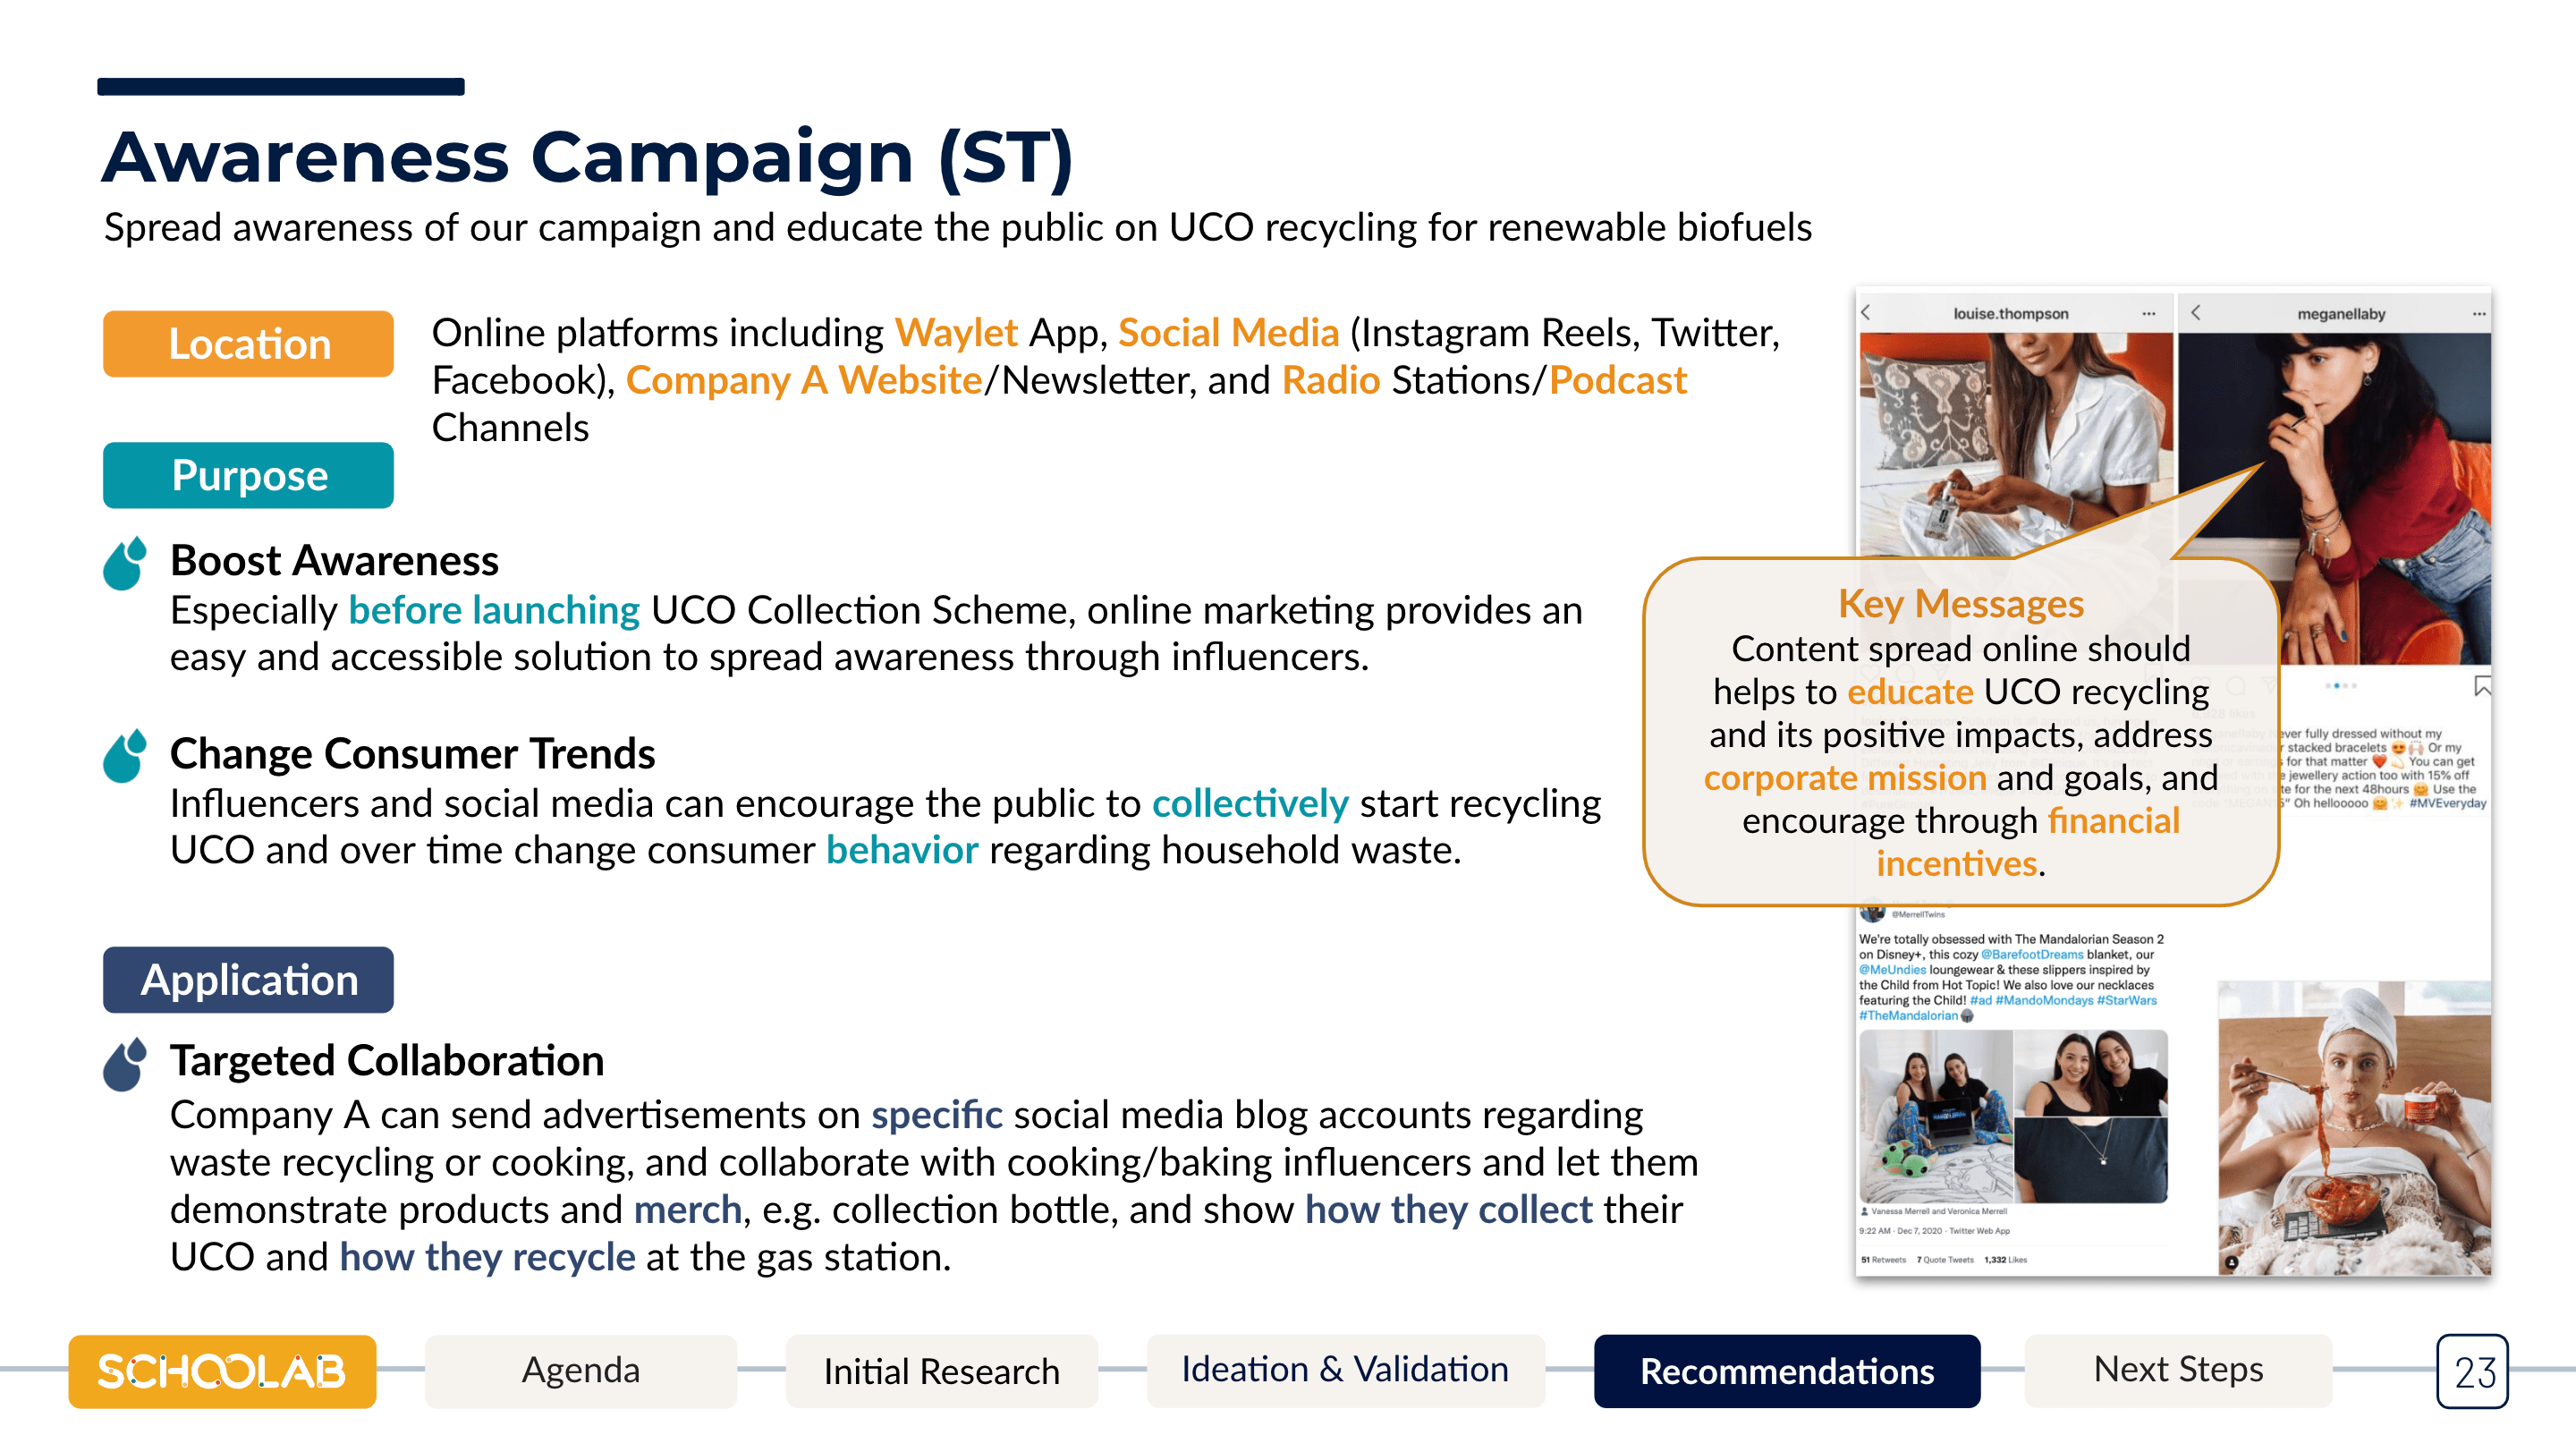 Awareness Campaign (ST)
Spread awareness of our campaign and educate the public on UCO recycling for renewable biofuels
Location
Online platforms including Waylet App, Social Media (Instagram Reels, Twitter,
Facebook), Company A Website/Newsletter, and Radio Stations/Podcast
Channels
Purpose
Boost Awareness
Especially before launching UCO Collection Scheme, online marketing provides an
easy and accessible solution to spread awareness through influencers.
Change Consumer Trends
Influencers and social media can encourage the public to collectively start recycling
UCO and over time change consumer behavior regarding household waste.
Application
Targeted Collaboration
Company A can send advertisements on specific social media blog accounts regarding
waste recycling or cooking, and collaborate with cooking/baking influencers and let them
demonstrate products and merch, e.g. collection bottle, and show how they collect their
UCO and how they recycle at the gas station.
louise.thompson
meganellaby
Key Messages
Content spread online should
helps to educate UCO recycling
and its positive impacts, address
corporate mission and goals, and
encourage through financial
incentives.
ever fully dressed without my
stacked bracelets 😍🙌🏻 Or my
for that matter ❤️💫 You can get
jewellery action too with 15% off
for the next 48hours 🤗 Use the
Oh hellooooo 🤗✨ #MVEveryday
@MerrellTwins
We're totally obsessed with The Mandalorian Season 2
on Disney+, this cozy @BarefootDreams blanket, our
@MeUndies loungewear & these slippers inspired by
the Child from Hot Topic! We also love our necklaces
featuring the Child! #ad #MandoMondays #StarWars
#TheMandalorian
Vanessa Merrell and Veronica Merrell
9:22 AM · Dec 7, 2020 · Twitter Web App
51 Retweets 7 Quote Tweets 1,332 Likes
SCHOOLAB
Agenda
Initial Research
Ideation & Validation
Recommendations
Next Steps
23